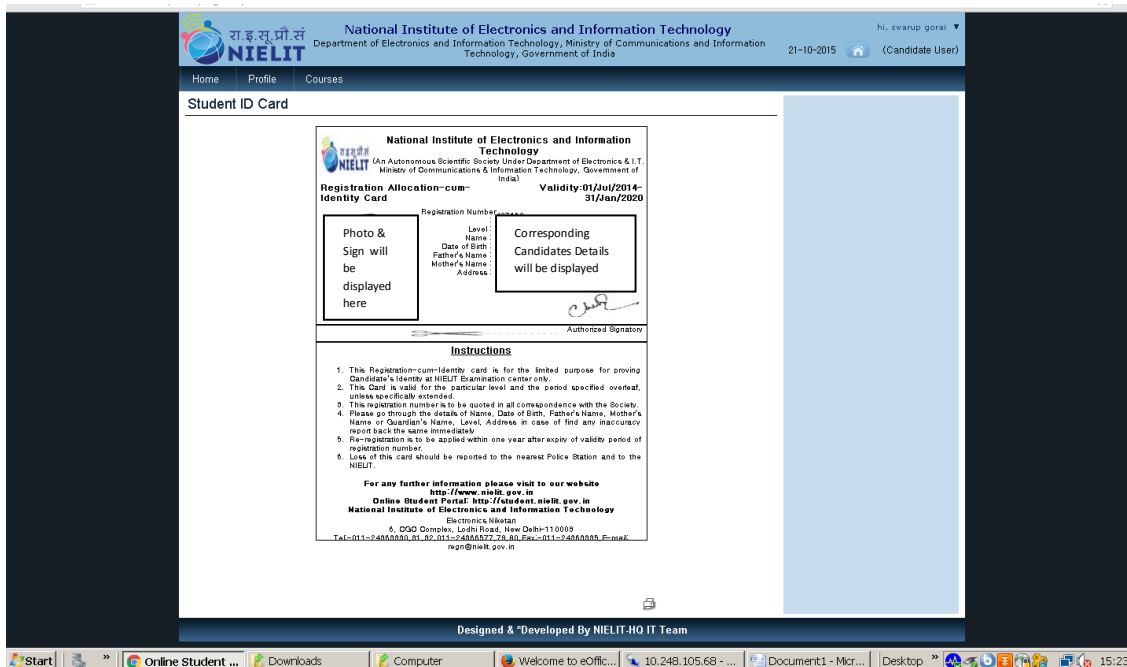 रा.इ.सू.प्रौ.सं
NIELIT
National Institute of Electronics and Information Technology
Department of Electronics and Information Technology, Ministry of Communications and Information
Technology, Government of India
hi, swarup gorai ▼
21-10-2015
(Candidate User)
Home Profile Courses
Student ID Card
NIELIT
National Institute of Electronics and Information
Technology
(An Autonomous Scientific Society Under Department of Electronics & I.T.
Ministry of Communications & Information Technology, Government of
India)
Registration Allocation-cum-
Identity Card
Validity:01/Jul/2014-
31/Jan/2020
Registration Number
:
Level :
Name :
Date of Birth :
Father's Name :
Mother's Name :
Address :
Photo &
Sign will
be
displayed
here
Corresponding
Candidates Details
will be displayed
Authorized Signatory
Instructions
1. This Registration-cum-Identity card is for the limited purpose for proving
Candidate's Identity at NIELIT Examination center only.
2. This Card is valid for the particular level and the period specified overleaf,
unless specifically extended.
3. This registration number is to be quoted in all correspondence with the Society.
4. Please go through the details of Name, Date of Birth, Father's Name, Mother's
Name or Guardian's Name, Level, Address in case of find any inaccuracy
report back the same immediately
5. Re-registration is to be applied within one year after expiry of validity period of
registration number.
6. Loss of this card should be reported to the nearest Police Station and to the
NIELIT.
For any further information please visit to our website
http://www.nielit.gov.in
Online Student Portal: http://student.nielit.gov.in
National Institute of Electronics and Information Technology
Electronics Niketan
6, CGO Complex, Lodhi Road, New Delhi-110003
regn@nielit.gov.in
Designed & "Developed By NIELIT-HQ IT Team
Start » Online Student ... Downloads Computer Welcome to eOffic... 10.248.105.68 - ... Document1 - Micr... Desktop » 15:23